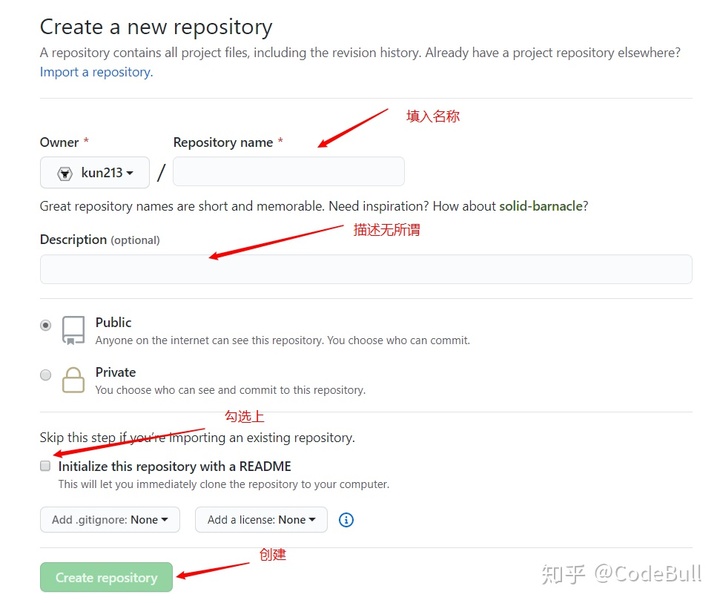 Create a new repository
A repository contains all project files, including the revision history. Already have a project repository elsewhere?
Import a repository.
填入名称
Owner *
Repository name *
kun213
/
Great repository names are short and memorable. Need inspiration? How about solid-barnacle?
描述无所谓
Description (optional)
Public
Anyone on the internet can see this repository. You choose who can commit.
Private
You choose who can see and commit to this repository.
勾选上
Skip this step if you're importing an existing repository.
Initialize this repository with a README
This will let you immediately clone the repository to your computer.
Add .gitignore: None
Add a license: None
创建
Create repository
知乎 @CodeBull